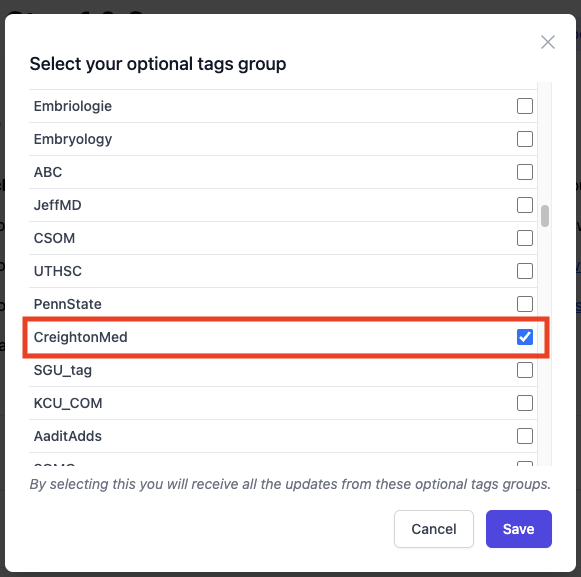 Select your optional tags group
Embriologie
Embryology
ABC
JeffMD
CSOM
UTHSC
PennState
CreightonMed
SGU_tag
KCU_COM
AaditAdds
By selecting this you will receive all the updates from these optional tags groups.
Cancel
Save